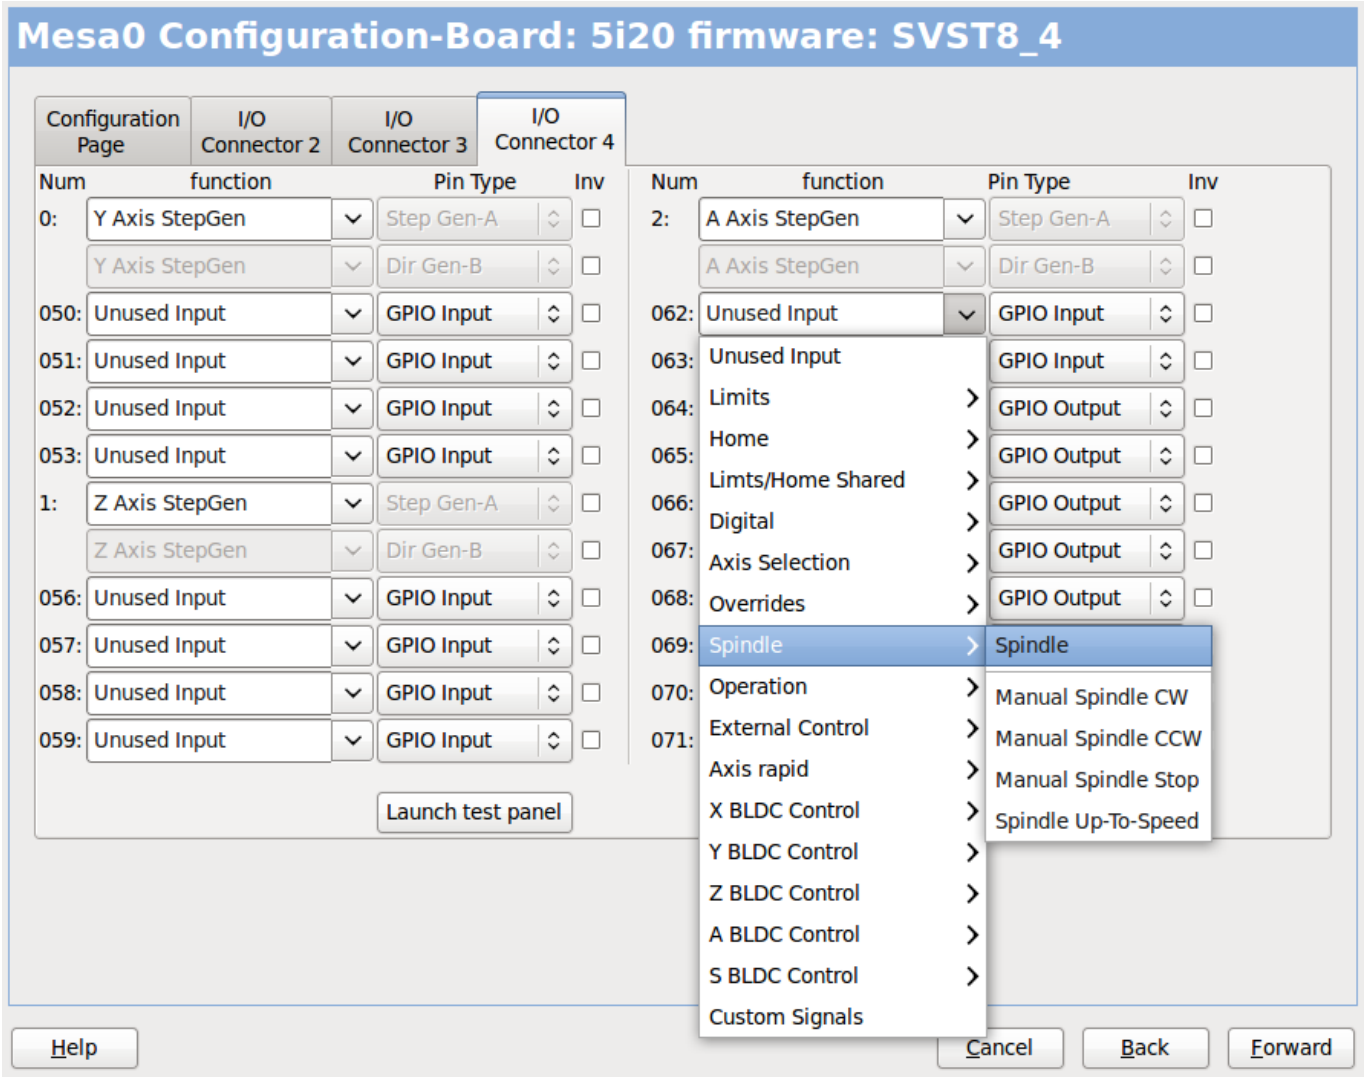 Mesa0 Configuration-Board: 5i20 firmware: SVST8_4
Configuration Page
I/O Connector 2
I/O Connector 3
I/O Connector 4
Num function Pin Type Inv
0: Y Axis StepGen Step Gen-A
Y Axis StepGen Dir Gen-B
050: Unused Input GPIO Input
051: Unused Input GPIO Input
052: Unused Input GPIO Input
053: Unused Input GPIO Input
1: Z Axis StepGen Step Gen-A
Z Axis StepGen Dir Gen-B
056: Unused Input GPIO Input
057: Unused Input GPIO Input
058: Unused Input GPIO Input
059: Unused Input GPIO Input
Launch test panel
Num function Pin Type Inv
2: A Axis StepGen Step Gen-A
A Axis StepGen Dir Gen-B
062: Unused Input GPIO Input
063: GPIO Input
064: GPIO Output
065: GPIO Output
066: GPIO Output
067: GPIO Output
068: GPIO Output
069:
070:
071:
Unused Input
Limits
Home
Limts/Home Shared
Digital
Axis Selection
Overrides
Spindle
Operation
External Control
Axis rapid
X BLDC Control
Y BLDC Control
Z BLDC Control
A BLDC Control
S BLDC Control
Custom Signals
Spindle
Manual Spindle CW
Manual Spindle CCW
Manual Spindle Stop
Spindle Up-To-Speed
Help
Cancel
Back
Forward